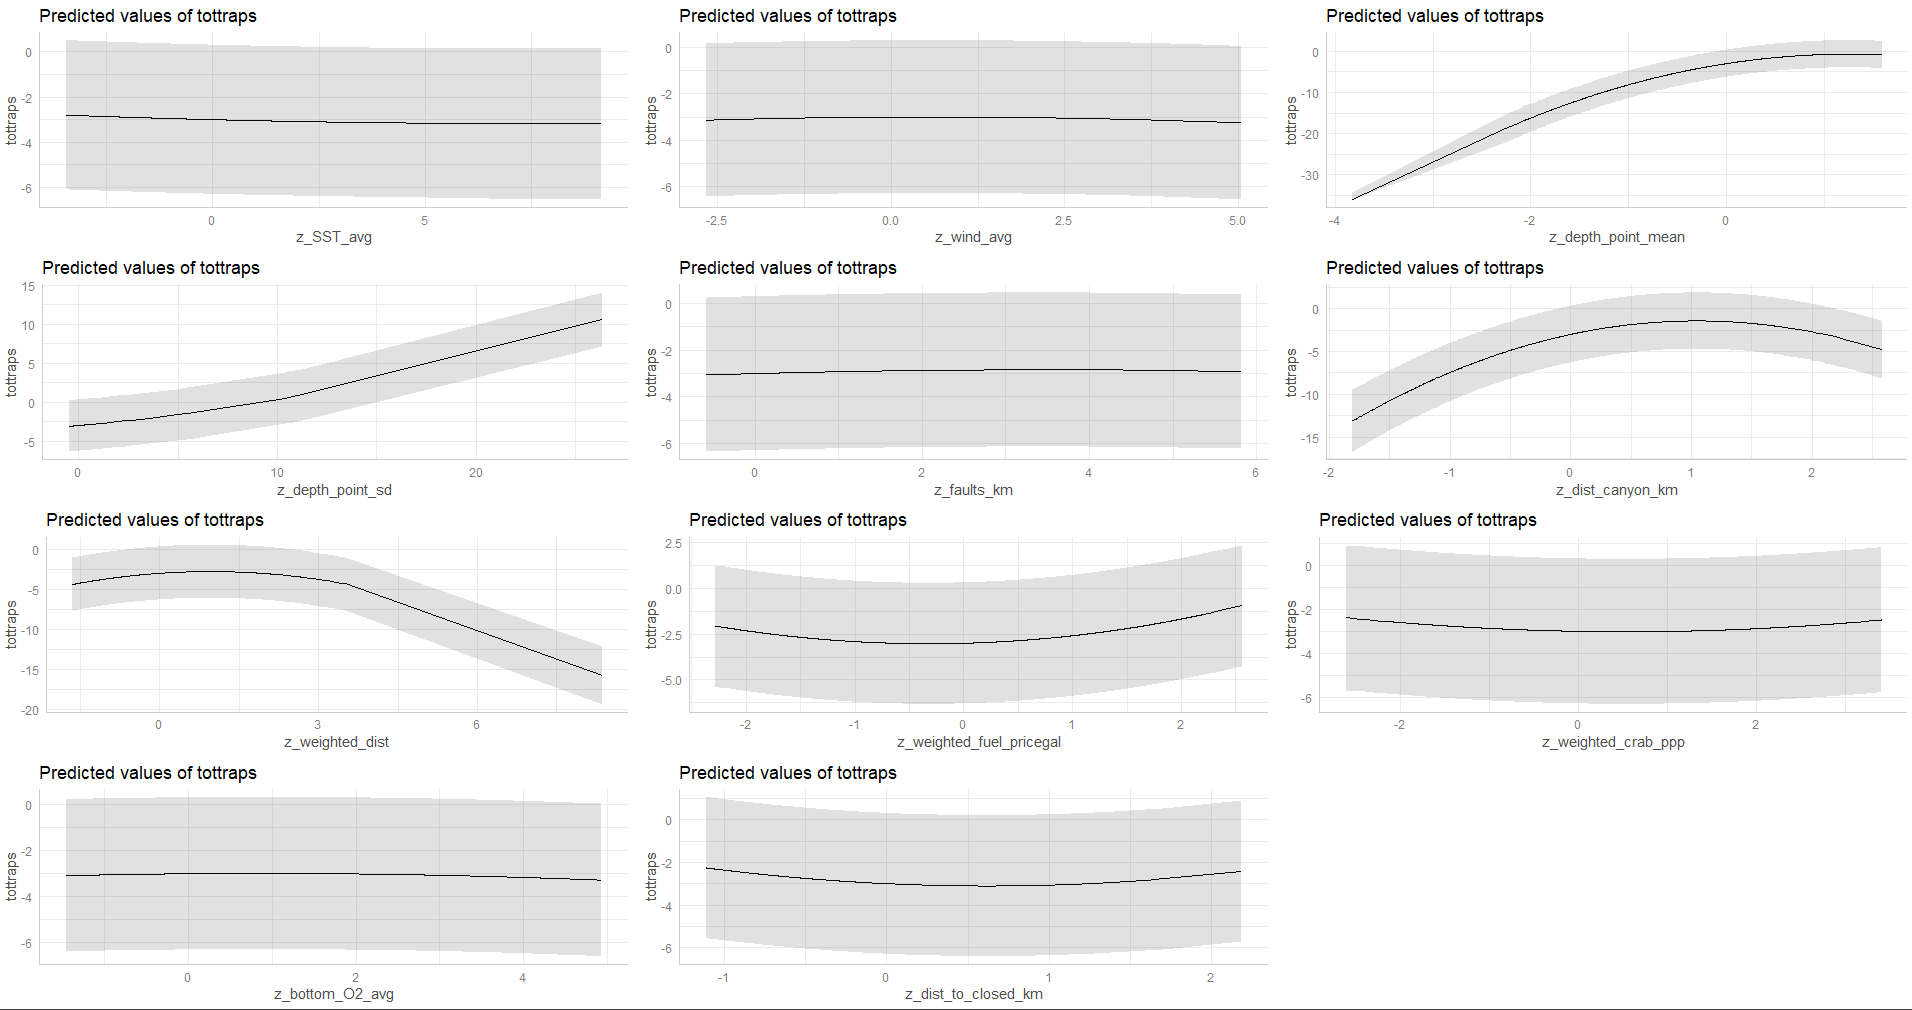 Predicted values of tottraps
tottraps
0
-2
-4
-6
0
5
z_SST_avg
Predicted values of tottraps
tottraps
0
-2
-4
-6
-2.5
0.0
2.5
5.0
z_wind_avg
Predicted values of tottraps
tottraps
0
-10
-20
-30
-4
-2
0
z_depth_point_mean
Predicted values of tottraps
tottraps
15
10
5
0
-5
0
10
20
z_depth_point_sd
Predicted values of tottraps
tottraps
0
-2
-4
-6
0
2
4
6
z_faults_km
Predicted values of tottraps
tottraps
0
-5
-10
-15
-2
-1
0
1
2
z_dist_canyon_km
Predicted values of tottraps
tottraps
0
-5
-10
-15
-20
0
3
6
z_weighted_dist
Predicted values of tottraps
tottraps
2.5
0.0
-2.5
-5.0
-2
-1
0
1
2
z_weighted_fuel_pricegal
Predicted values of tottraps
tottraps
0
-2
-4
-6
-2
0
2
z_weighted_crab_ppp
Predicted values of tottraps
tottraps
0
-2
-4
-6
0
2
4
z_bottom_O2_avg
Predicted values of tottraps
tottraps
0
-2
-4
-6
-1
0
1
2
z_dist_to_closed_km